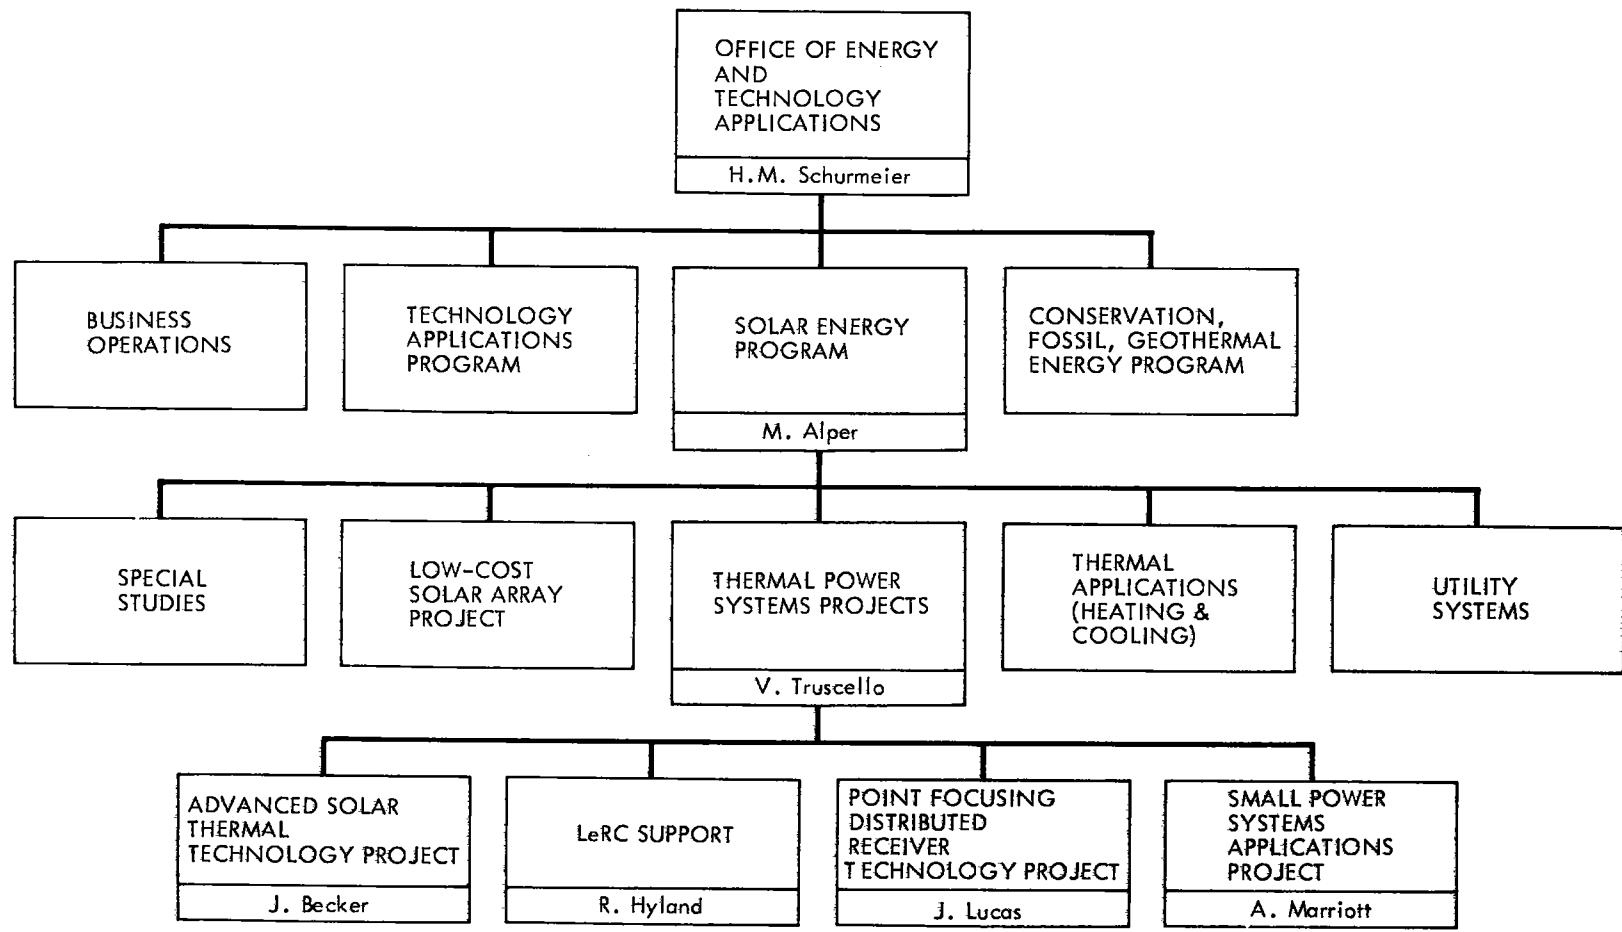 OFFICE OF ENERGY
AND
TECHNOLOGY
APPLICATIONS
H.M. Schurmeier
BUSINESS
OPERATIONS
TECHNOLOGY
APPLICATIONS
PROGRAM
SOLAR ENERGY
PROGRAM
M. Alper
CONSERVATION,
FOSSIL, GEOTHERMAL
ENERGY PROGRAM
SPECIAL
STUDIES
LOW-COST
SOLAR ARRAY
PROJECT
THERMAL POWER
SYSTEMS PROJECTS
V. Truscello
THERMAL
APPLICATIONS
(HEATING &
COOLING)
UTILITY
SYSTEMS
ADVANCED SOLAR
THERMAL
TECHNOLOGY PROJECT
J. Becker
LeRC SUPPORT
R. Hyland
POINT FOCUSING
DISTRIBUTED
RECEIVER
TECHNOLOGY PROJECT
J. Lucas
SMALL POWER
SYSTEMS
APPLICATIONS
PROJECT
A. Marriott